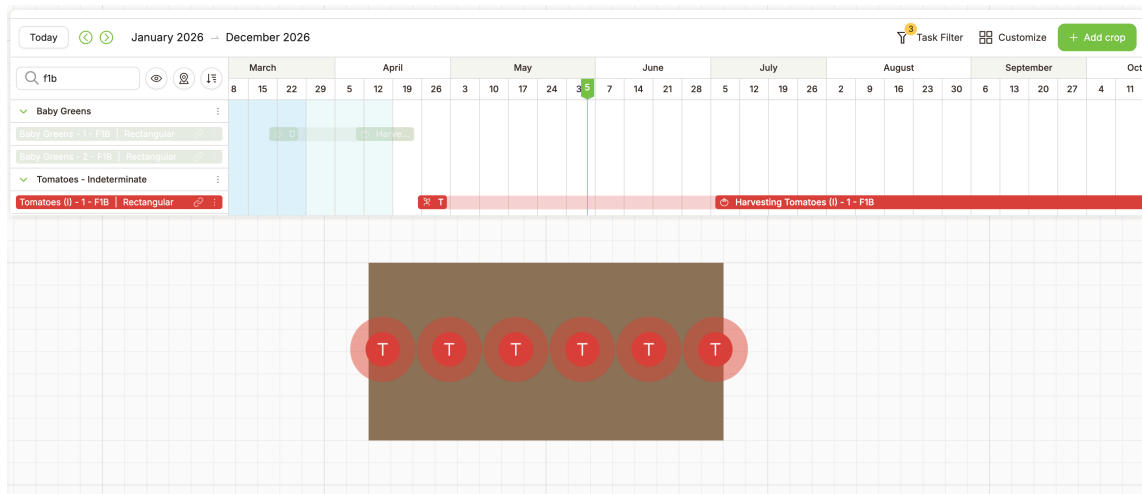 Today January 2026 → December 2026 3 Task Filter Customize + Add crop
f1b
March April May June July August September Oct
8 15 22 29 5 12 19 26 3 10 17 24 3 5 7 14 21 28 5 12 19 26 2 9 16 23 30 6 13 20 27 4 11
Baby Greens
Baby Greens - 1 - F1B | Rectangular D Harve...
Baby Greens - 2 - F1B | Rectangular
Tomatoes - Indeterminate
Tomatoes (I) - 1 - F1B | Rectangular T Harvesting Tomatoes (I) - 1 - F1B
T T T T T T